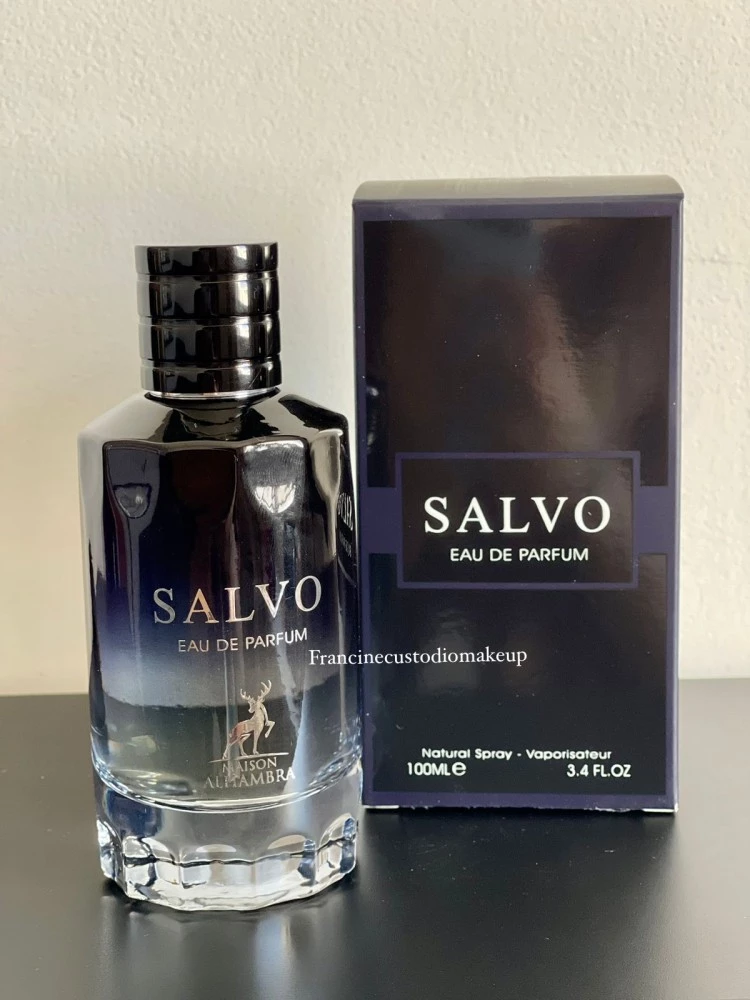 SALVO
EAU DE PARFUM
MAISON
ALHAMBRA
SALVO
EAU DE PARFUM
Natural Spray - Vaporisateur
100MLe
3.4 FL.OZ
Francinecustodiomakeup